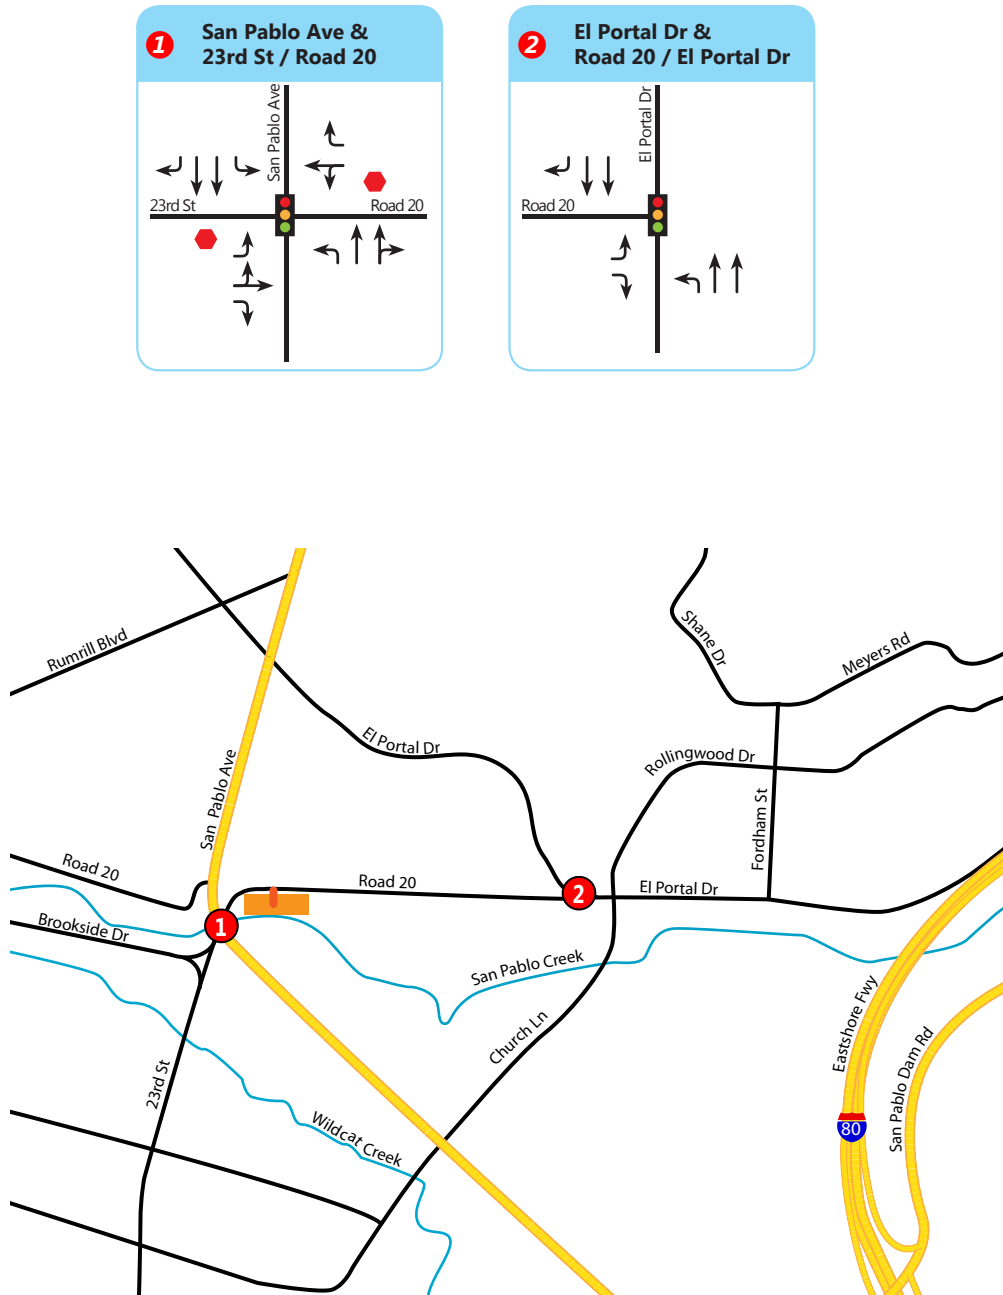 1
San Pablo Ave &
23rd St / Road 20
San Pablo Ave
23rd St
Road 20
2
El Portal Dr &
Road 20 / El Portal Dr
El Portal Dr
Road 20
Rumrill Blvd
Shane Dr
Meyers Rd
El Portal Dr
Rollingwood Dr
San Pablo Ave
Fordham St
Road 20
Road 20
2
El Portal Dr
1
Brookside Dr
San Pablo Creek
Eastshore Fwy
Church Ln
San Pablo Dam Rd
23rd St
Wildcat Creek
80